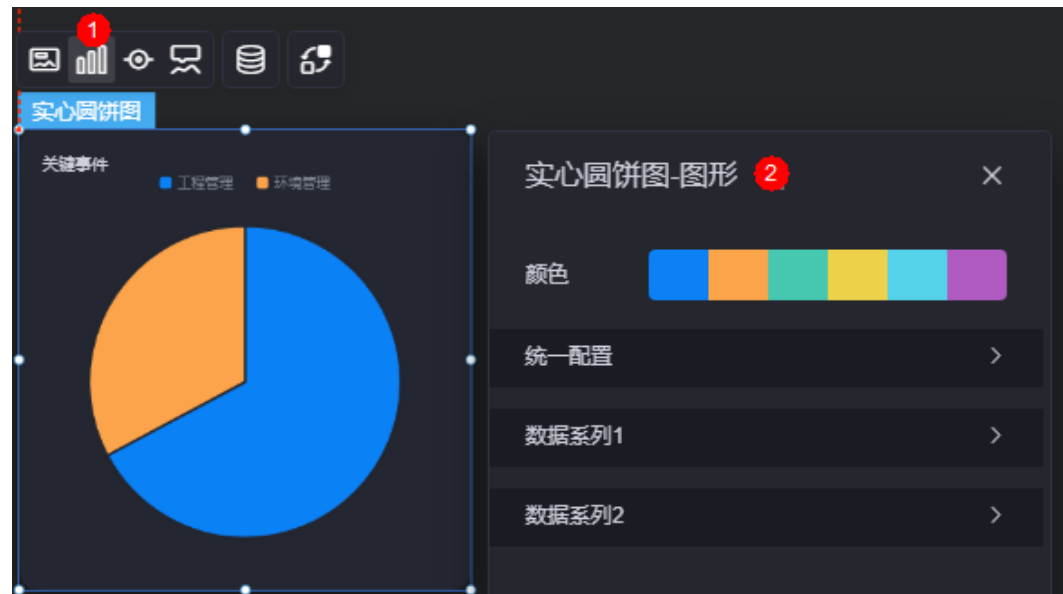 1
实心圆饼图
关键事件
工程管理 环境管理
实心圆饼图-图形 2
颜色
统一配置
数据系列1
数据系列2